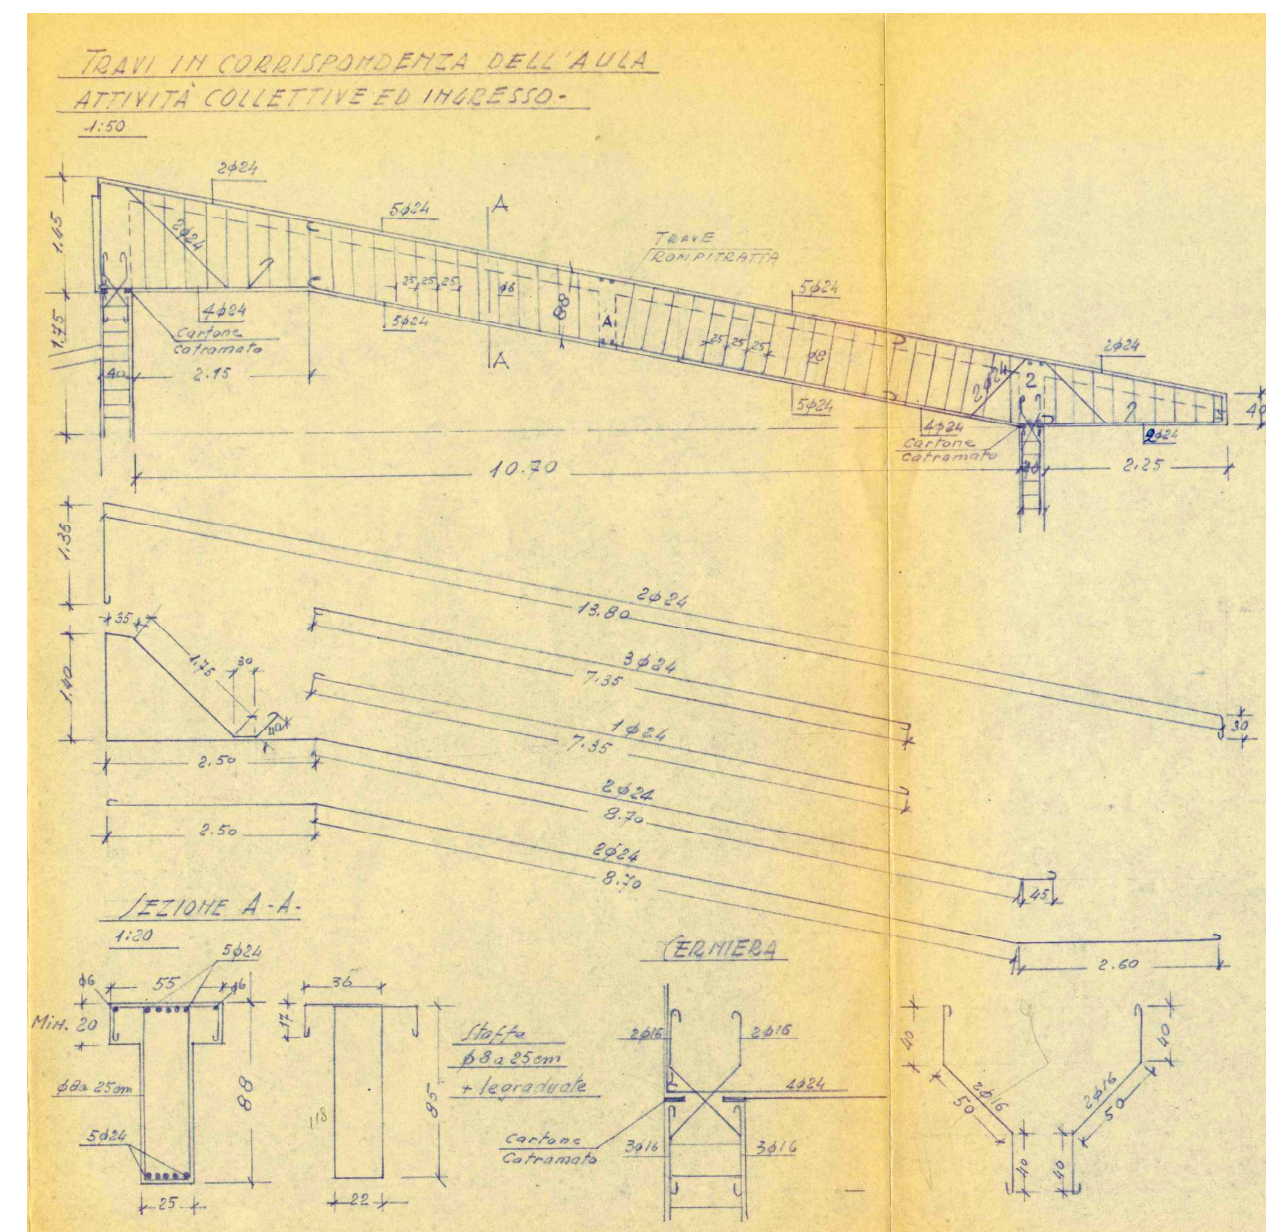 TRAVI IN CORRISPONDENZA DELL'AULA
ATTIVITÀ COLLETTIVE ED INGRESSO-
1:50
2ϕ24
5ϕ24
A
TRAVE
ROMPITRATTA
1.45
2ϕ24
25 25 25
ϕ6
88
A
5ϕ24
4ϕ24
5ϕ24
Cartone
Catramato
1.75
40
2.15
A
25 25 25
ϕ8
5ϕ24
2ϕ24
2
2ϕ24
40
4ϕ24
2ϕ24
Cartone
Catramato
10.70
2.25
1.35
2ϕ24
13.80
35
1.75
30
1.40
3ϕ24
7.35
1ϕ24
7.35
30
2.50
2ϕ24
8.70
2.50
2ϕ24
8.70
45
2.60
SEZIONE A-A-
1:20
5ϕ24
ϕ6
55
ϕ6
Min. 20
ϕ8a 25cm
88
5ϕ24
25
36
17
118
85
22
Staffe
ϕ8 a 25cm
+ le graduate
CERNIERA
2ϕ16
2ϕ16
4ϕ24
Cartone
Catramato
3ϕ16
3ϕ16
40
2ϕ16
50
40
40
2ϕ16
50
40